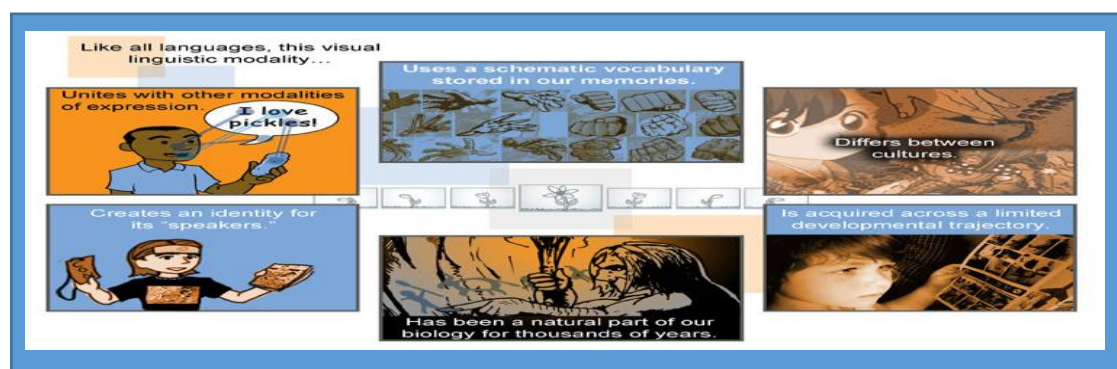 Like all languages, this visual
linguistic modality…
Unites with other modalities
of expression.
I love
pickles!
Uses a schematic vocabulary
stored in our memories.
Differs between
cultures.
Creates an identity for
its "speakers."
Has been a natural part of our
biology for thousands of years.
Is acquired across a limited
developmental trajectory.